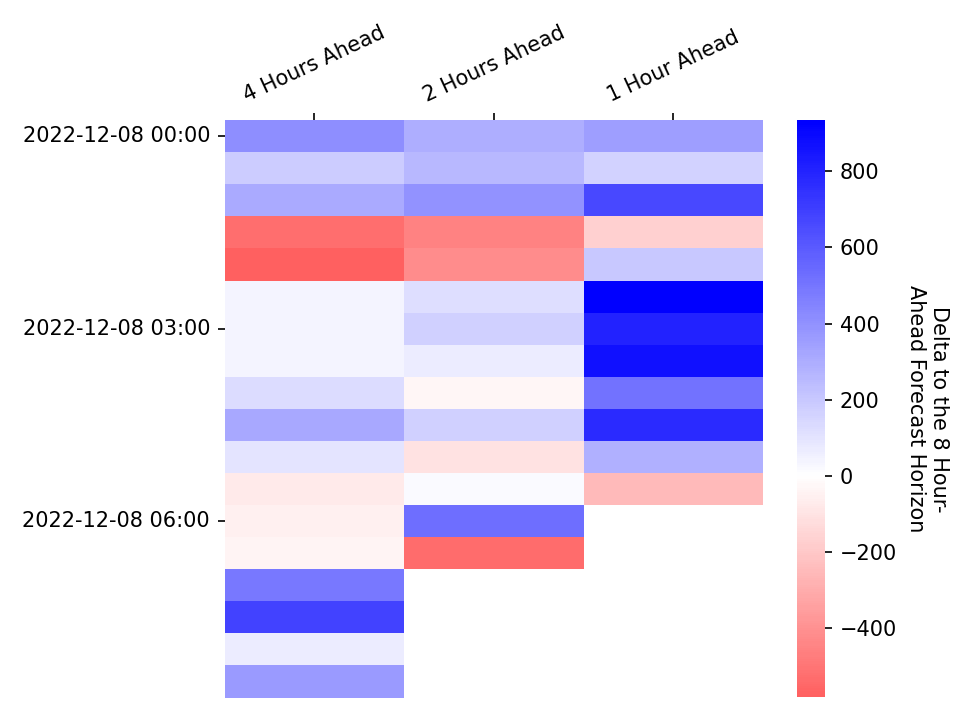 4 Hours Ahead
2 Hours Ahead
1 Hour Ahead
2022-12-08 00:00
2022-12-08 03:00
2022-12-08 06:00
800
600
400
200
0
−200
−400
Delta to the 8 Hour-
Ahead Forecast Horizon